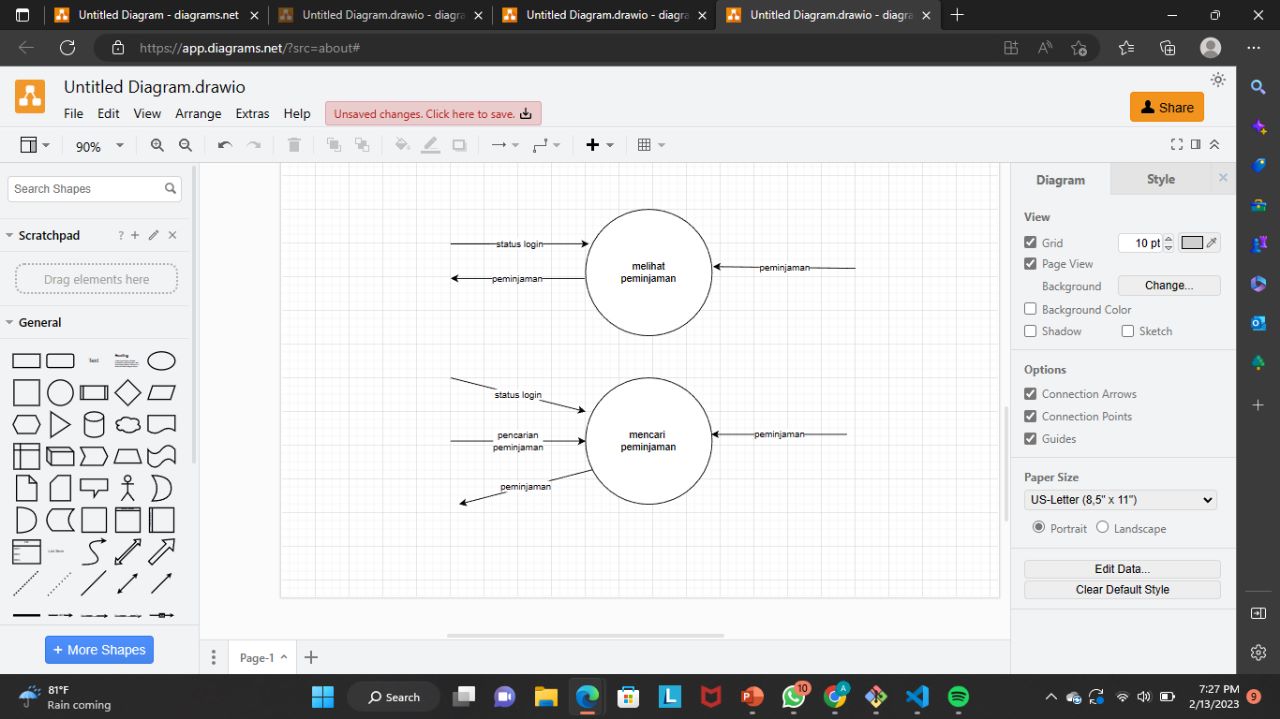 Untitled Diagram - diagrams.net
Untitled Diagram.drawio - diagra
Untitled Diagram.drawio - diagra
Untitled Diagram.drawio - diagra
https://app.diagrams.net/?src=about#
Untitled Diagram.drawio
File Edit View Arrange Extras Help
Unsaved changes. Click here to save.
Share
90%
Search Shapes
Scratchpad
Drag elements here
General
Text
Heading
More Shapes
status login
peminjaman
melihat
peminjaman
peminjaman
status login
pencarian
peminjaman
peminjaman
mencari
peminjaman
peminjaman
Page-1
Diagram
Style
View
Grid
10 pt
Page View
Background
Change...
Background Color
Shadow
Sketch
Options
Connection Arrows
Connection Points
Guides
Paper Size
US-Letter (8,5" x 11")
Portrait
Landscape
Edit Data...
Clear Default Style
81°F
Rain coming
Search
10
A
7:27 PM
2/13/2023
9